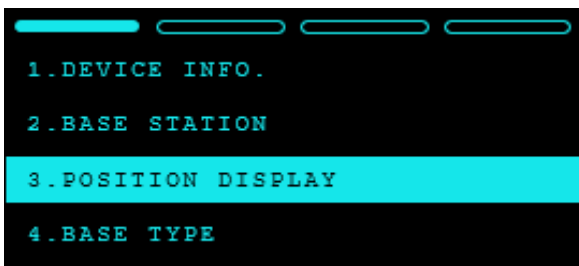 1.DEVICE INFO.
2.BASE STATION
3.POSITION DISPLAY
4.BASE TYPE